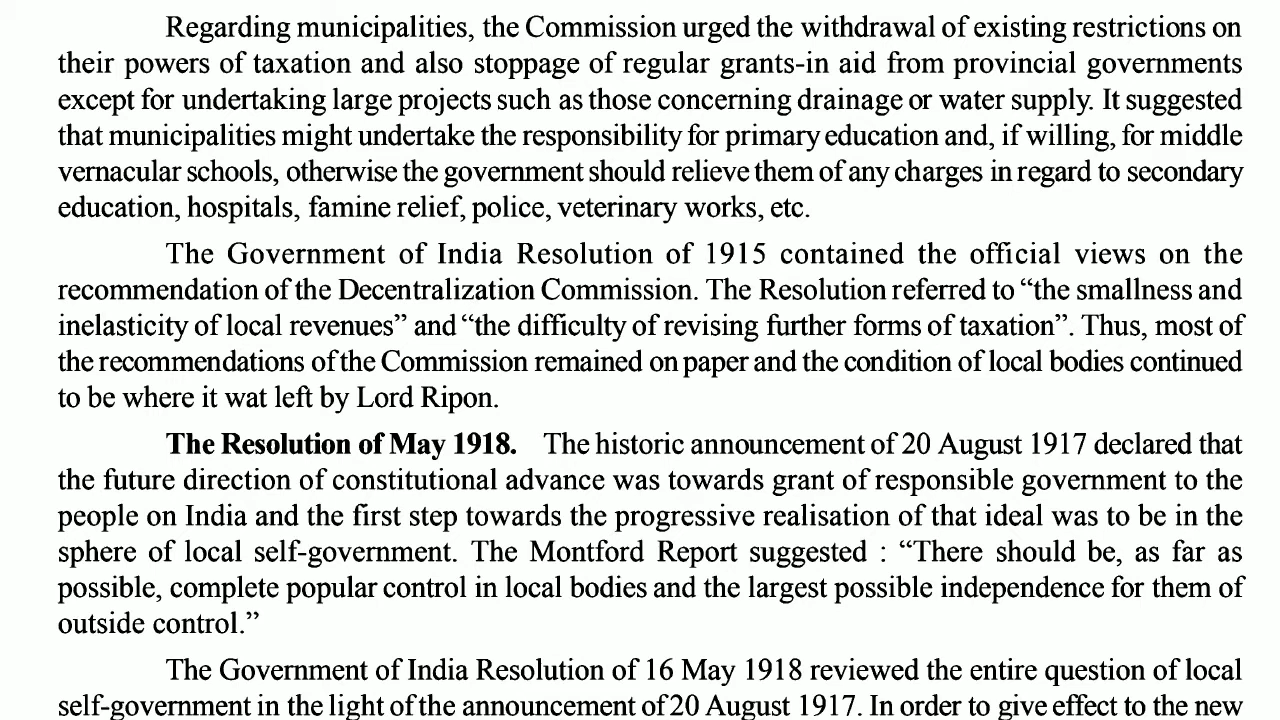 Regarding municipalities, the Commission urged the withdrawal of existing restrictions on
their powers of taxation and also stoppage of regular grants-in aid from provincial governments
except for undertaking large projects such as those concerning drainage or water supply. It suggested
that municipalities might undertake the responsibility for primary education and, if willing, for middle
vernacular schools, otherwise the government should relieve them of any charges in regard to secondary
education, hospitals, famine relief, police, veterinary works, etc.
The Government of India Resolution of 1915 contained the official views on the
recommendation of the Decentralization Commission. The Resolution referred to “the smallness and
inelasticity of local revenues” and “the difficulty of revising further forms of taxation”. Thus, most of
the recommendations of the Commission remained on paper and the condition of local bodies continued
to be where it wat left by Lord Ripon.
The Resolution of May 1918. The historic announcement of 20 August 1917 declared that
the future direction of constitutional advance was towards grant of responsible government to the
people on India and the first step towards the progressive realisation of that ideal was to be in the
sphere of local self-government. The Montford Report suggested : “There should be, as far as
possible, complete popular control in local bodies and the largest possible independence for them of
outside control.”
The Government of India Resolution of 16 May 1918 reviewed the entire question of local
self-government in the light of the announcement of 20 August 1917. In order to give effect to the new